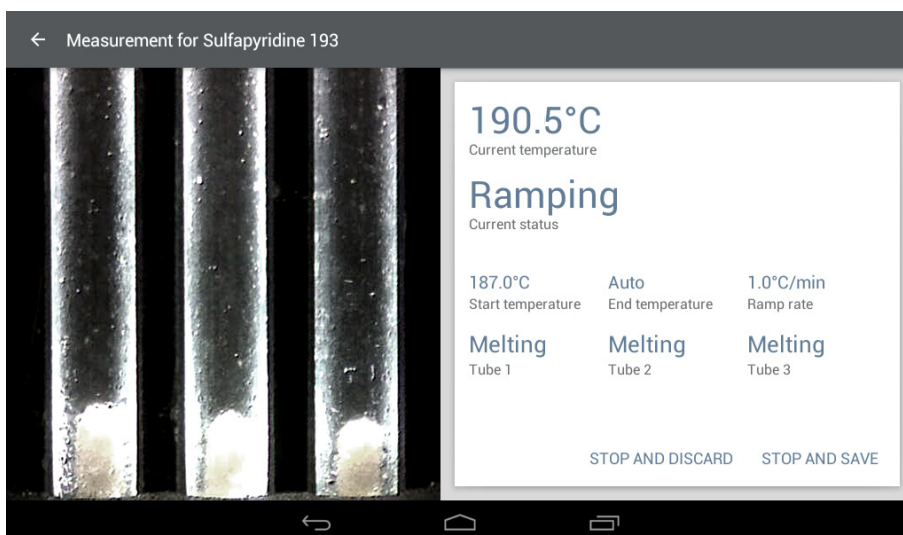 Measurement for Sulfapyridine 193
190.5°C
Current temperature
Ramping
Current status
187.0°C Auto 1.0°C/min
Start temperature End temperature Ramp rate
Melting Melting Melting
Tube 1 Tube 2 Tube 3
STOP AND DISCARD STOP AND SAVE